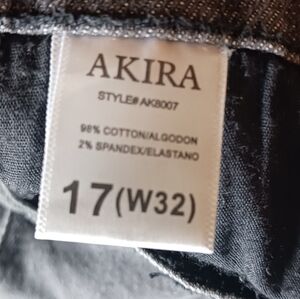 AKIRA
STYLE# AK8007
98% COTTON/ALGODON
2% SPANDEX/ELASTANO
17 (W32)